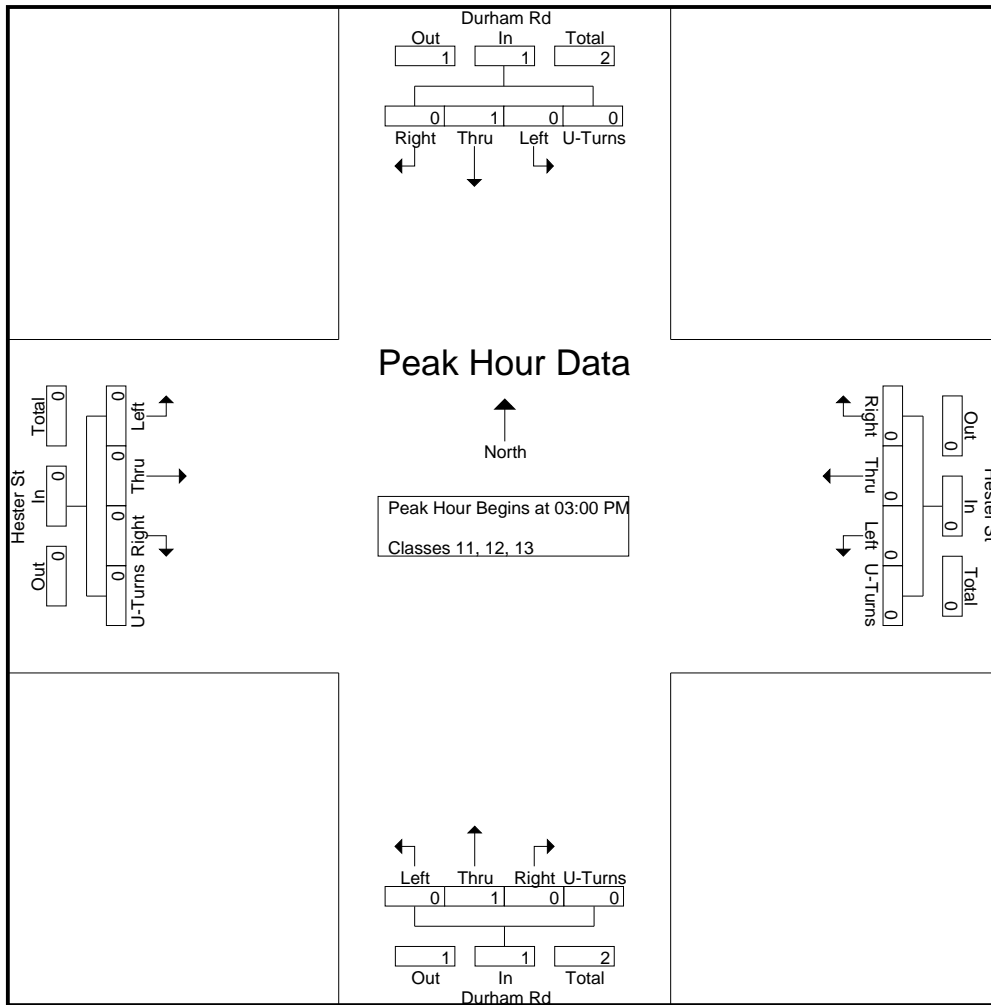 Durham Rd
Out In Total
1 1 2
0 1 0 0
Right Thru Left U-Turns
Peak Hour Data
North
Peak Hour Begins at 03:00 PM
Classes 11, 12, 13
Hester St
Total In Out
0 0 0
0 0 0 0
Left Thru Right U-Turns
Right Thru Left U-Turns
0 0 0 0
Out In Total
0 0 0
Hester St
Left Thru Right U-Turns
0 1 0 0
1 1 2
Out In Total
Durham Rd